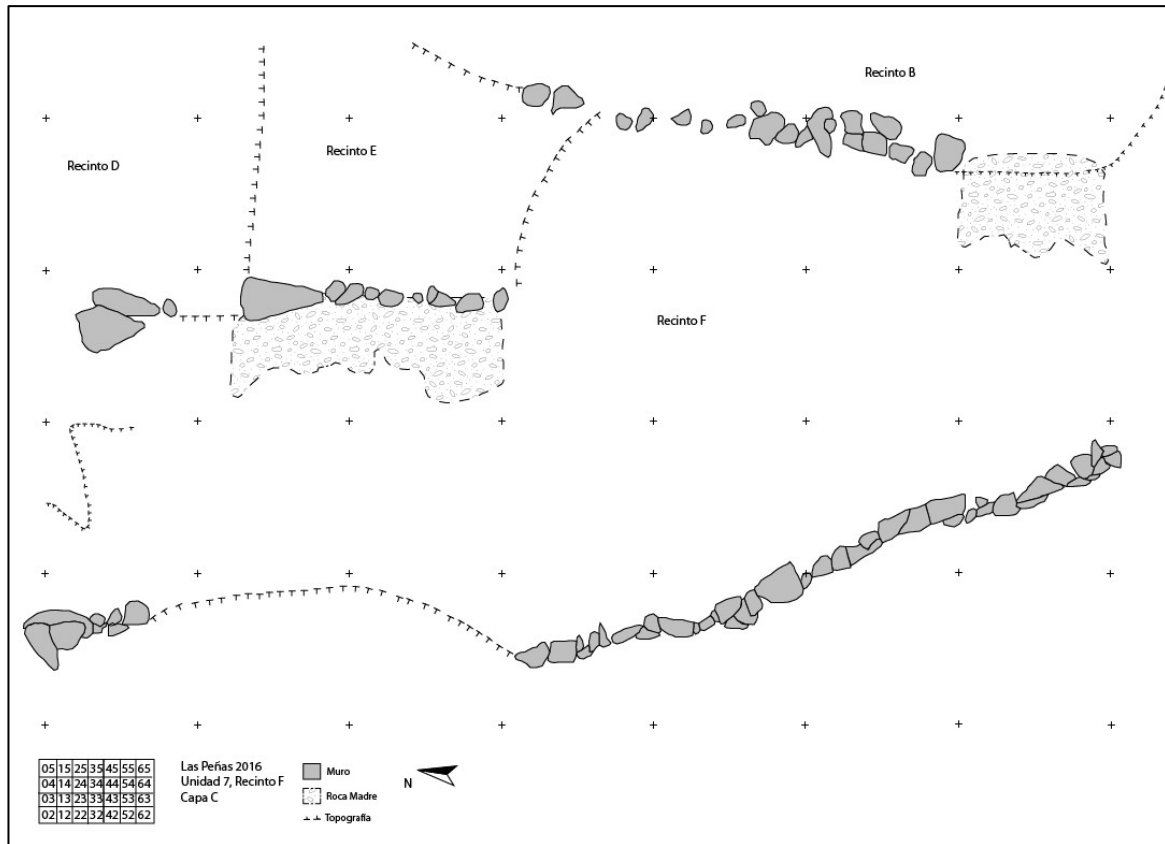 Recinto B
Recinto D
Recinto E
Recinto F
05 15 25 35 45 55 65
04 14 24 34 44 54 64
03 13 23 33 43 53 63
02 12 22 32 42 52 62
Las Peñas 2016
Unidad 7, Recinto F
Capa C
Muro
Roca Madre
Topografía
N